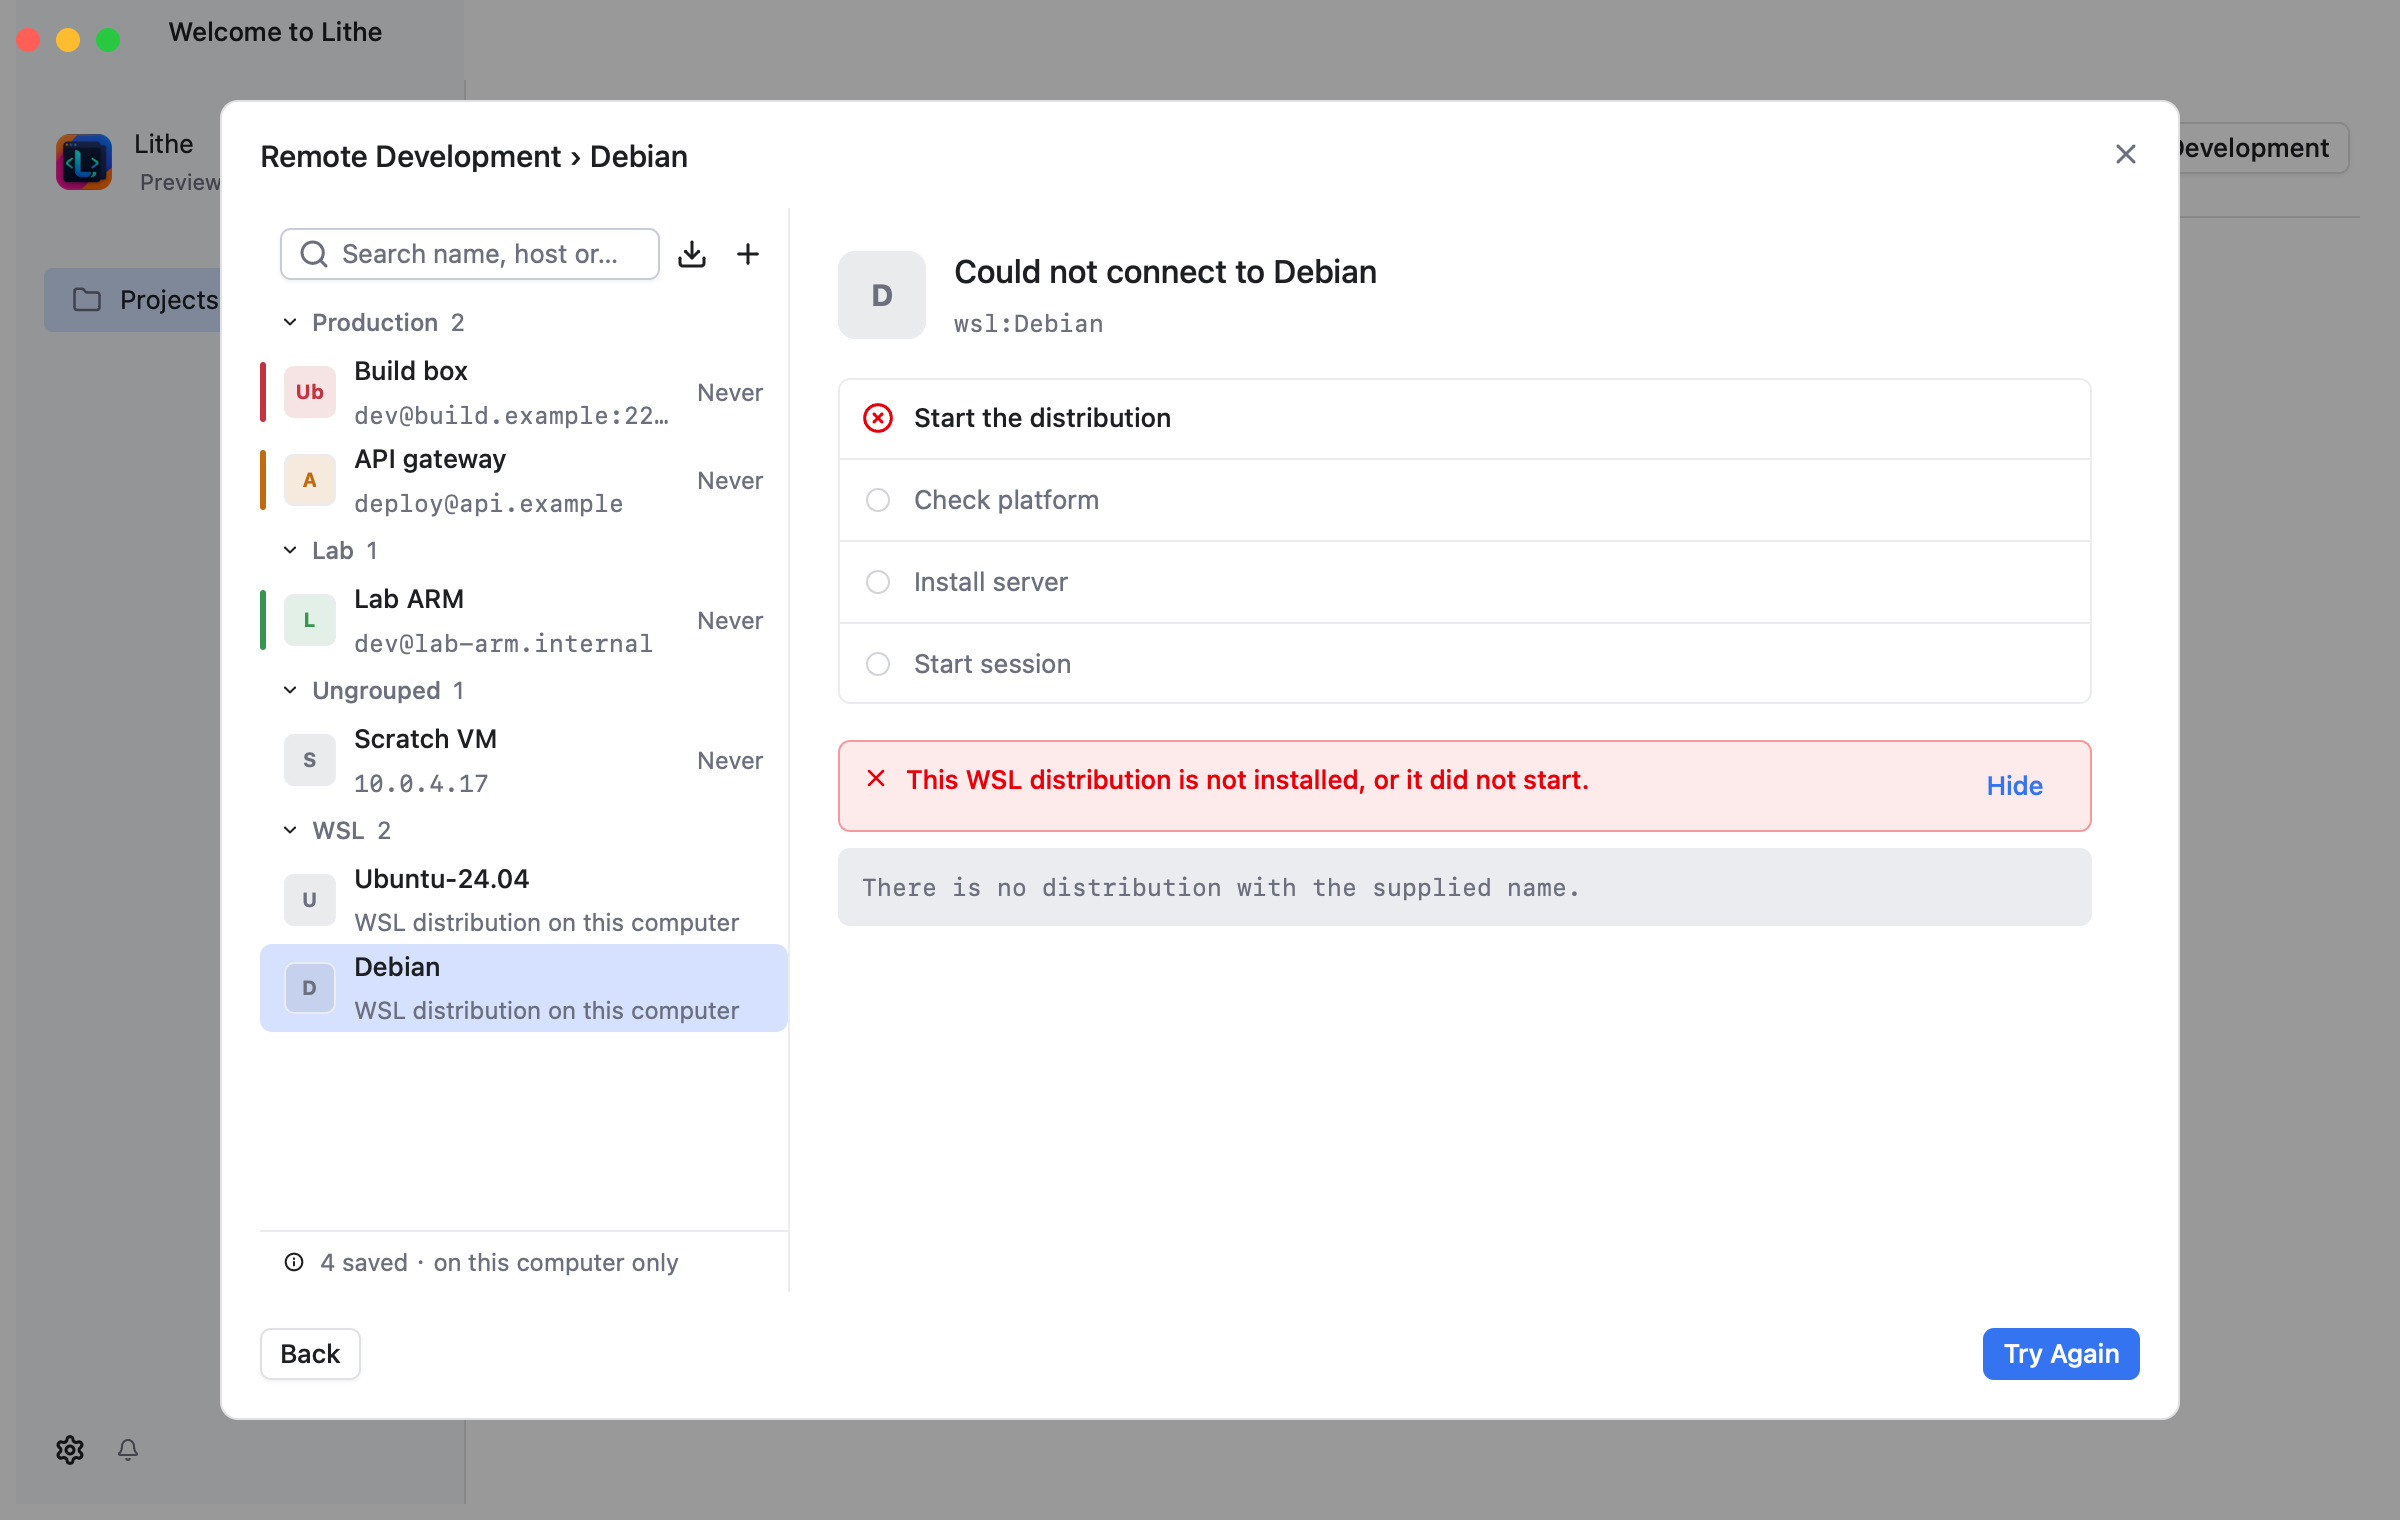 Welcome to Lithe
Lithe
Preview
Projects
Development
Remote Development › Debian
Search name, host or...
Production 2
Ub
Build box
dev@build.example:22…
Never
A
API gateway
deploy@api.example
Never
Lab 1
L
Lab ARM
dev@lab-arm.internal
Never
Ungrouped 1
S
Scratch VM
10.0.4.17
Never
WSL 2
U
Ubuntu-24.04
WSL distribution on this computer
D
Debian
WSL distribution on this computer
4 saved · on this computer only
D
Could not connect to Debian
wsl:Debian
Start the distribution
Check platform
Install server
Start session
This WSL distribution is not installed, or it did not start.
Hide
There is no distribution with the supplied name.
Back
Try Again